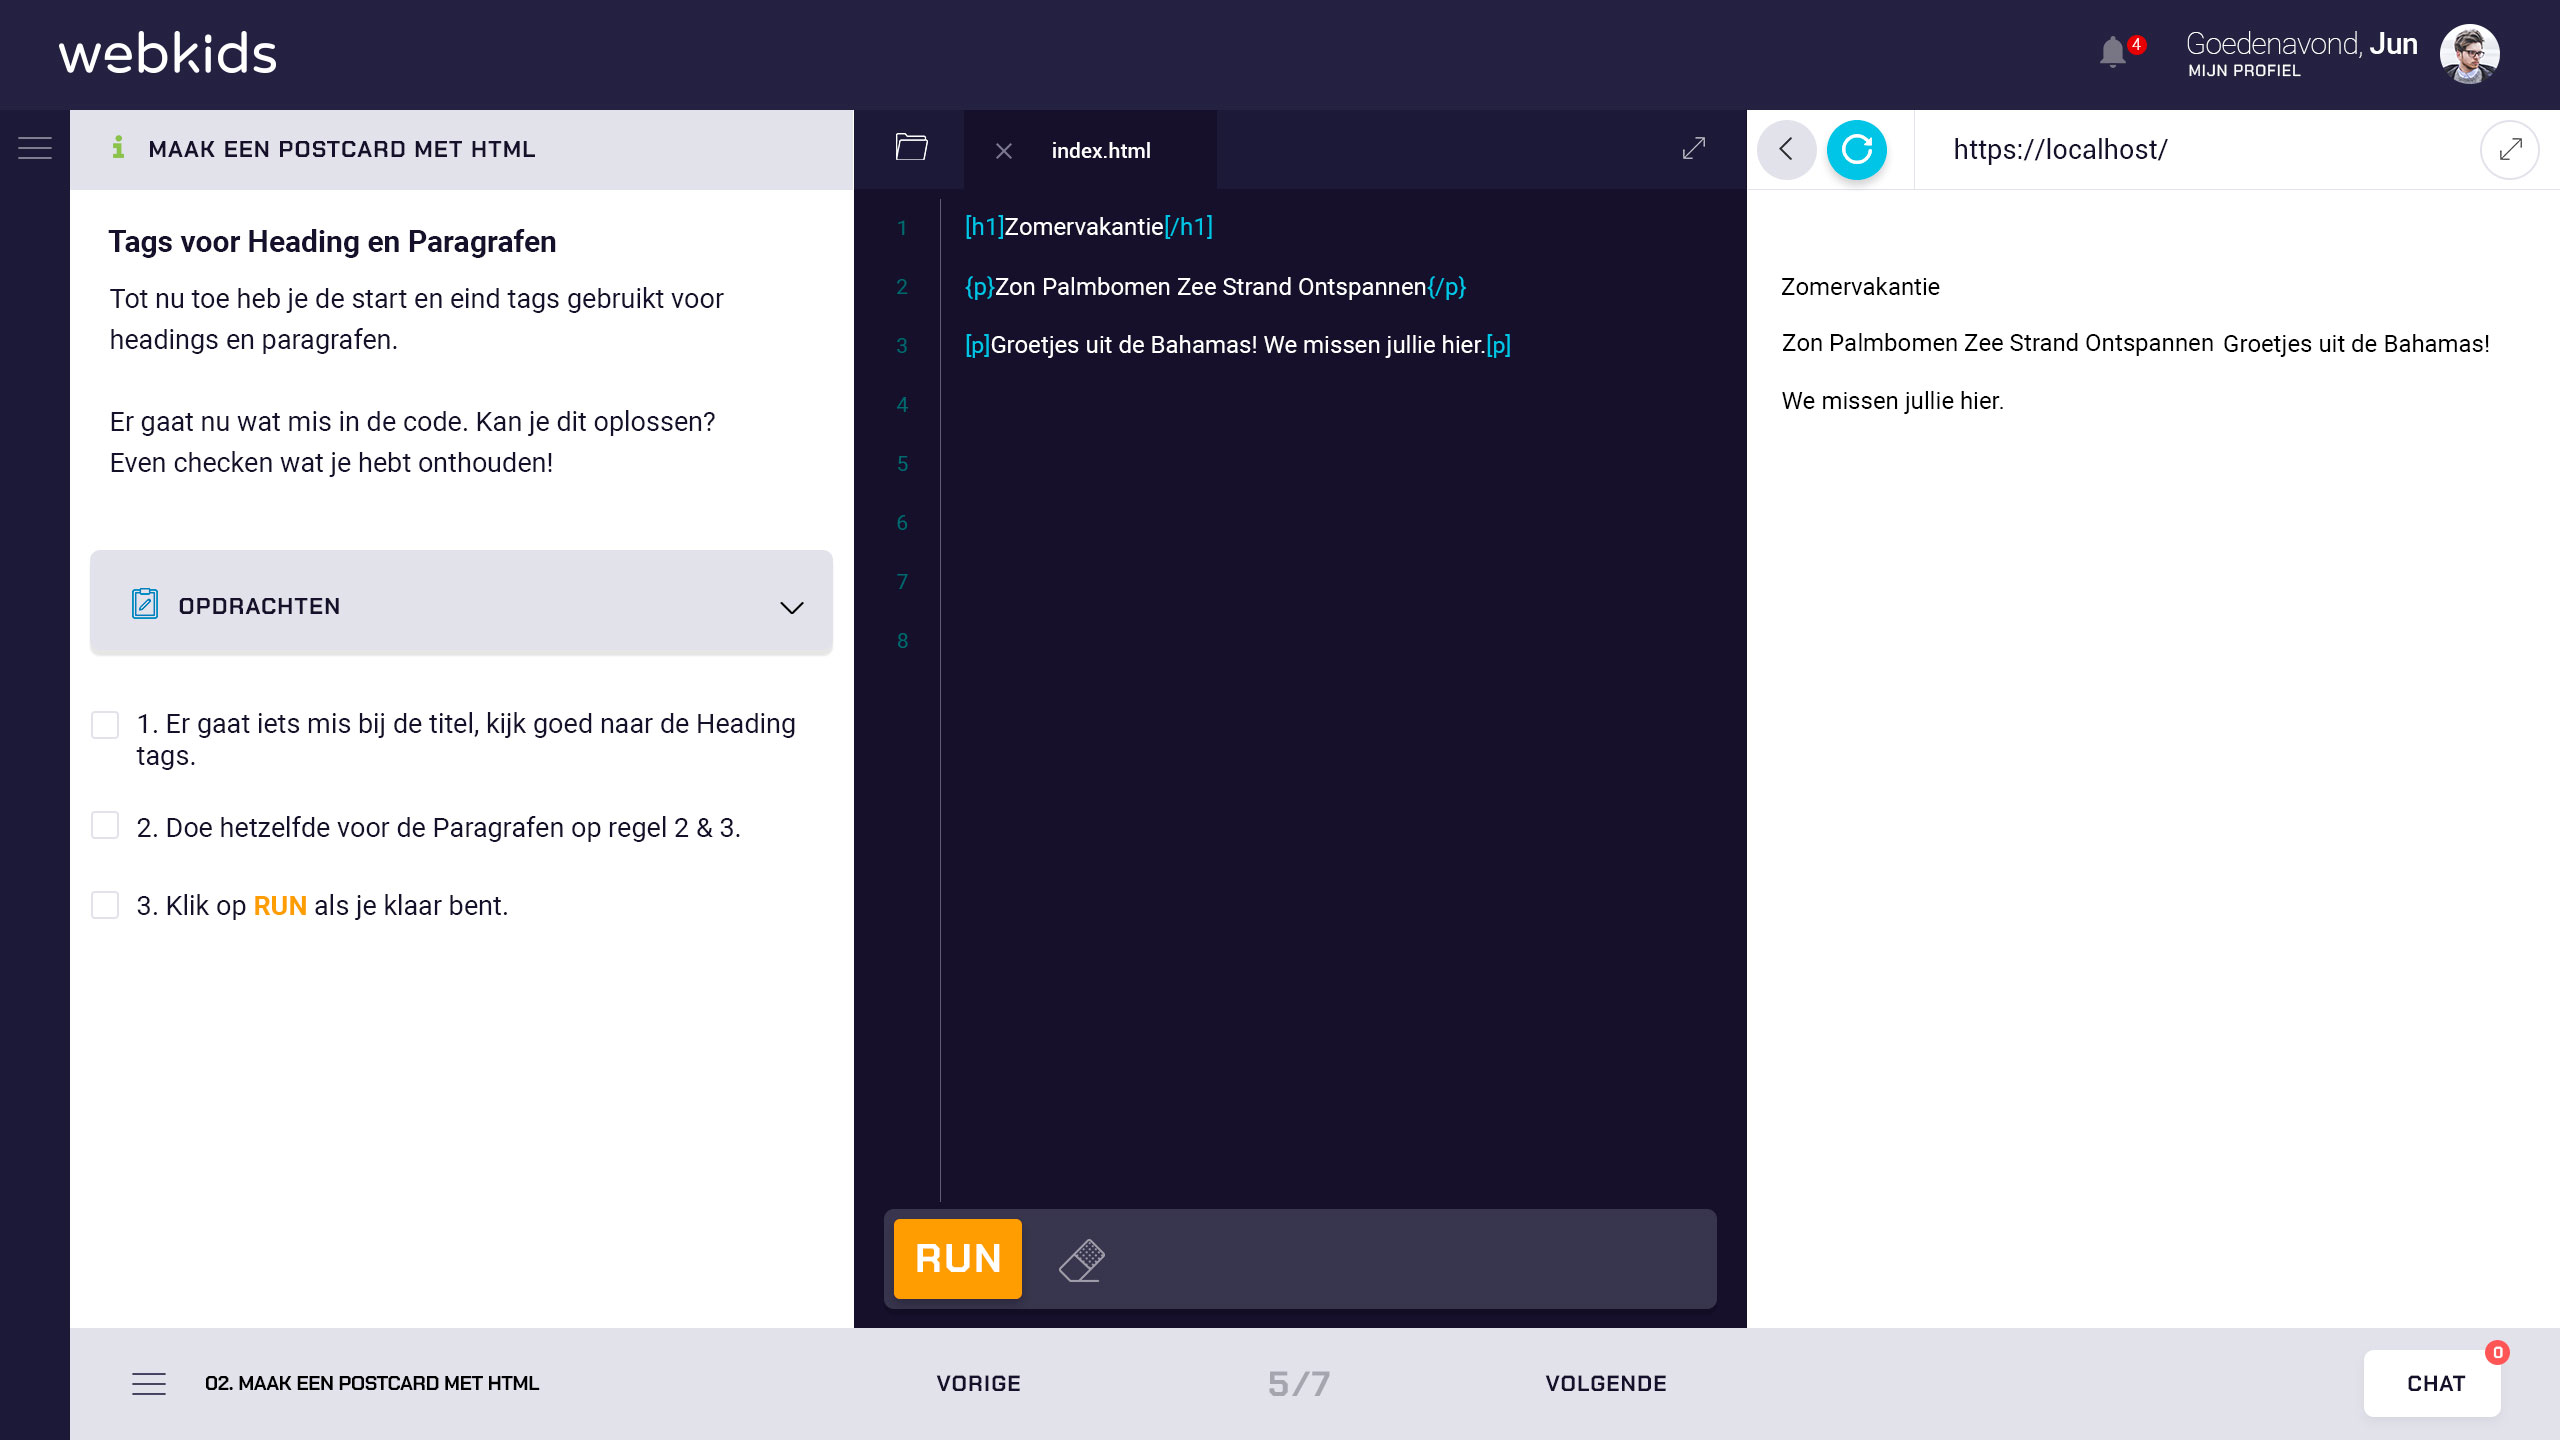 webkids
4
Goedenavond, Jun
MIJN PROFIEL
MAAK EEN POSTCARD MET HTML
Tags voor Heading en Paragrafen
Tot nu toe heb je de start en eind tags gebruikt voor
headings en paragrafen.
Er gaat nu wat mis in de code. Kan je dit oplossen?
Even checken wat je hebt onthouden!
OPDRACHTEN
1. Er gaat iets mis bij de titel, kijk goed naar de Heading
tags.
2. Doe hetzelfde voor de Paragrafen op regel 2 & 3.
3. Klik op RUN als je klaar bent.
index.html
1 [h1]Zomervakantie[/h1]
2 {p}Zon Palmbomen Zee Strand Ontspannen{/p}
3 [p]Groetjes uit de Bahamas! We missen jullie hier.[p]
4
5
6
7
8
RUN
https://localhost/
Zomervakantie
Zon Palmbomen Zee Strand Ontspannen Groetjes uit de Bahamas!
We missen jullie hier.
02. MAAK EEN POSTCARD MET HTML
VORIGE
5/7
VOLGENDE
CHAT
0